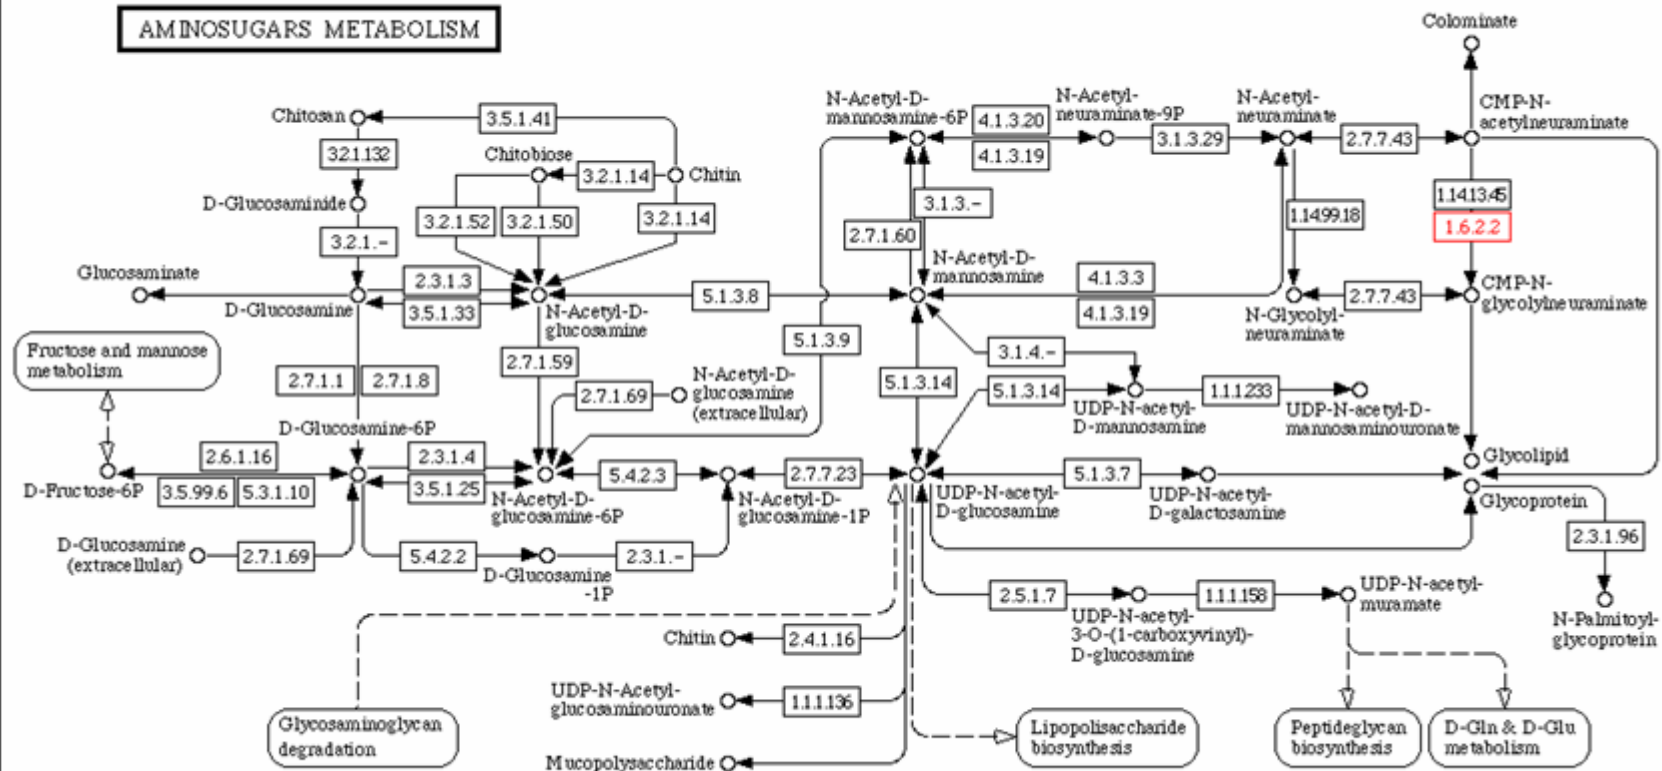 AMINOSUGARS METABOLISM
Colominate
Chitosan
3.5.1.41
N-Acetyl-D-
mannosamine-6P
4.1.3.20
4.1.3.19
N-Acetyl-
neuraminate-9P
3.1.3.29
N-Acetyl-
neuraminate
2.7.7.43
CMP-N-
acetylneuraminate
3.2.1.132
Chitobiose
3.2.1.14
Chitin
D-Glucosaminide
3.2.1.52
3.2.1.50
3.2.1.14
3.1.3.-
2.7.1.60
1.14.99.18
1.14.13.45
1.6.2.2
3.2.1.-
Glucosaminate
D-Glucosamine
2.3.1.3
3.5.1.33
N-Acetyl-D-
glucosamine
5.1.3.8
N-Acetyl-D-
mannosamine
4.1.3.3
4.1.3.19
N-Glycolyl-
neuraminate
2.7.7.43
CMP-N-
glycolylneuraminate
Fructose and mannose
metabolism
2.7.1.1
2.7.1.8
2.7.1.59
5.1.3.9
2.7.1.69
N-Acetyl-D-
glucosamine
(extracellular)
5.1.3.14
3.1.4.-
5.1.3.14
UDP-N-acetyl-
D-mannosamine
1.1.1.233
UDP-N-acetyl-D-
mannosaminouronate
D-Glucosamine-6P
D-Fructose-6P
2.6.1.16
3.5.99.6
5.3.1.10
2.3.1.4
3.5.1.25
N-Acetyl-D-
glucosamine-6P
5.4.2.3
N-Acetyl-D-
glucosamine-1P
2.7.7.23
UDP-N-acetyl-
D-glucosamine
5.1.3.7
UDP-N-acetyl-
D-galactosamine
Glycolipid
Glycoprotein
2.3.1.96
N-Palmitoyl-
glycoprotein
D-Glucosamine
(extracellular)
2.7.1.69
5.4.2.2
D-Glucosamine
-1P
2.3.1.-
2.5.1.7
UDP-N-acetyl-
3-O-(1-carboxyvinyl)-
D-glucosamine
1.1.1.158
UDP-N-acetyl-
muramate
Chitin
2.4.1.16
UDP-N-Acetyl-
glucosaminouronate
1.1.1.136
Mucopolysaccharide
Glycosaminoglycan
degradation
Lipopolisaccharide
biosynthesis
Peptideglycan
biosynthesis
D-Gln & D-Glu
metabolism